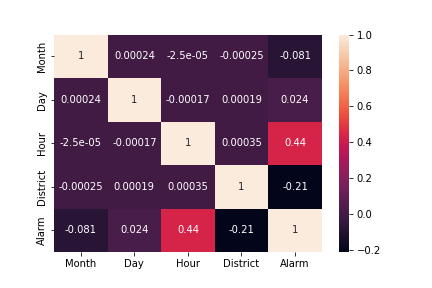 Month 1 0.00024 -2.5e-05 -0.00025 -0.081
Day 0.00024 1 -0.00017 0.00019 0.024
Hour -2.5e-05 -0.00017 1 0.00035 0.44
District -0.00025 0.00019 0.00035 1 -0.21
Alarm -0.081 0.024 0.44 -0.21 1
Month Day Hour District Alarm
1.0
0.8
0.6
0.4
0.2
0.0
-0.2